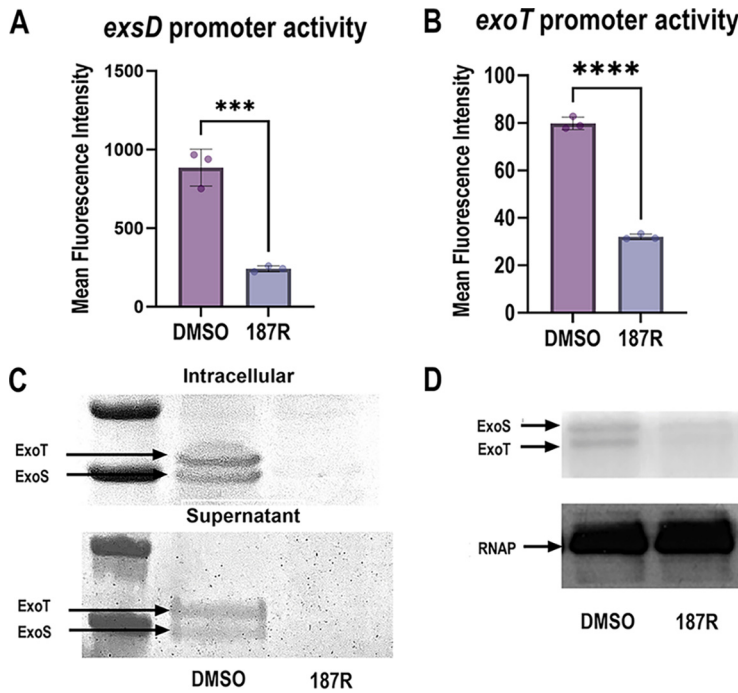 A
exsD promoter activity
Mean Fluorescence Intensity
1500
1000
500
0
***
DMSO
187R
B
exoT promoter activity
Mean Fluorescence Intensity
100
80
60
40
20
0
****
DMSO
187R
C
Intracellular
ExoT
ExoS
Supernatant
ExoT
ExoS
DMSO
187R
D
ExoS
ExoT
RNAP
DMSO
187R